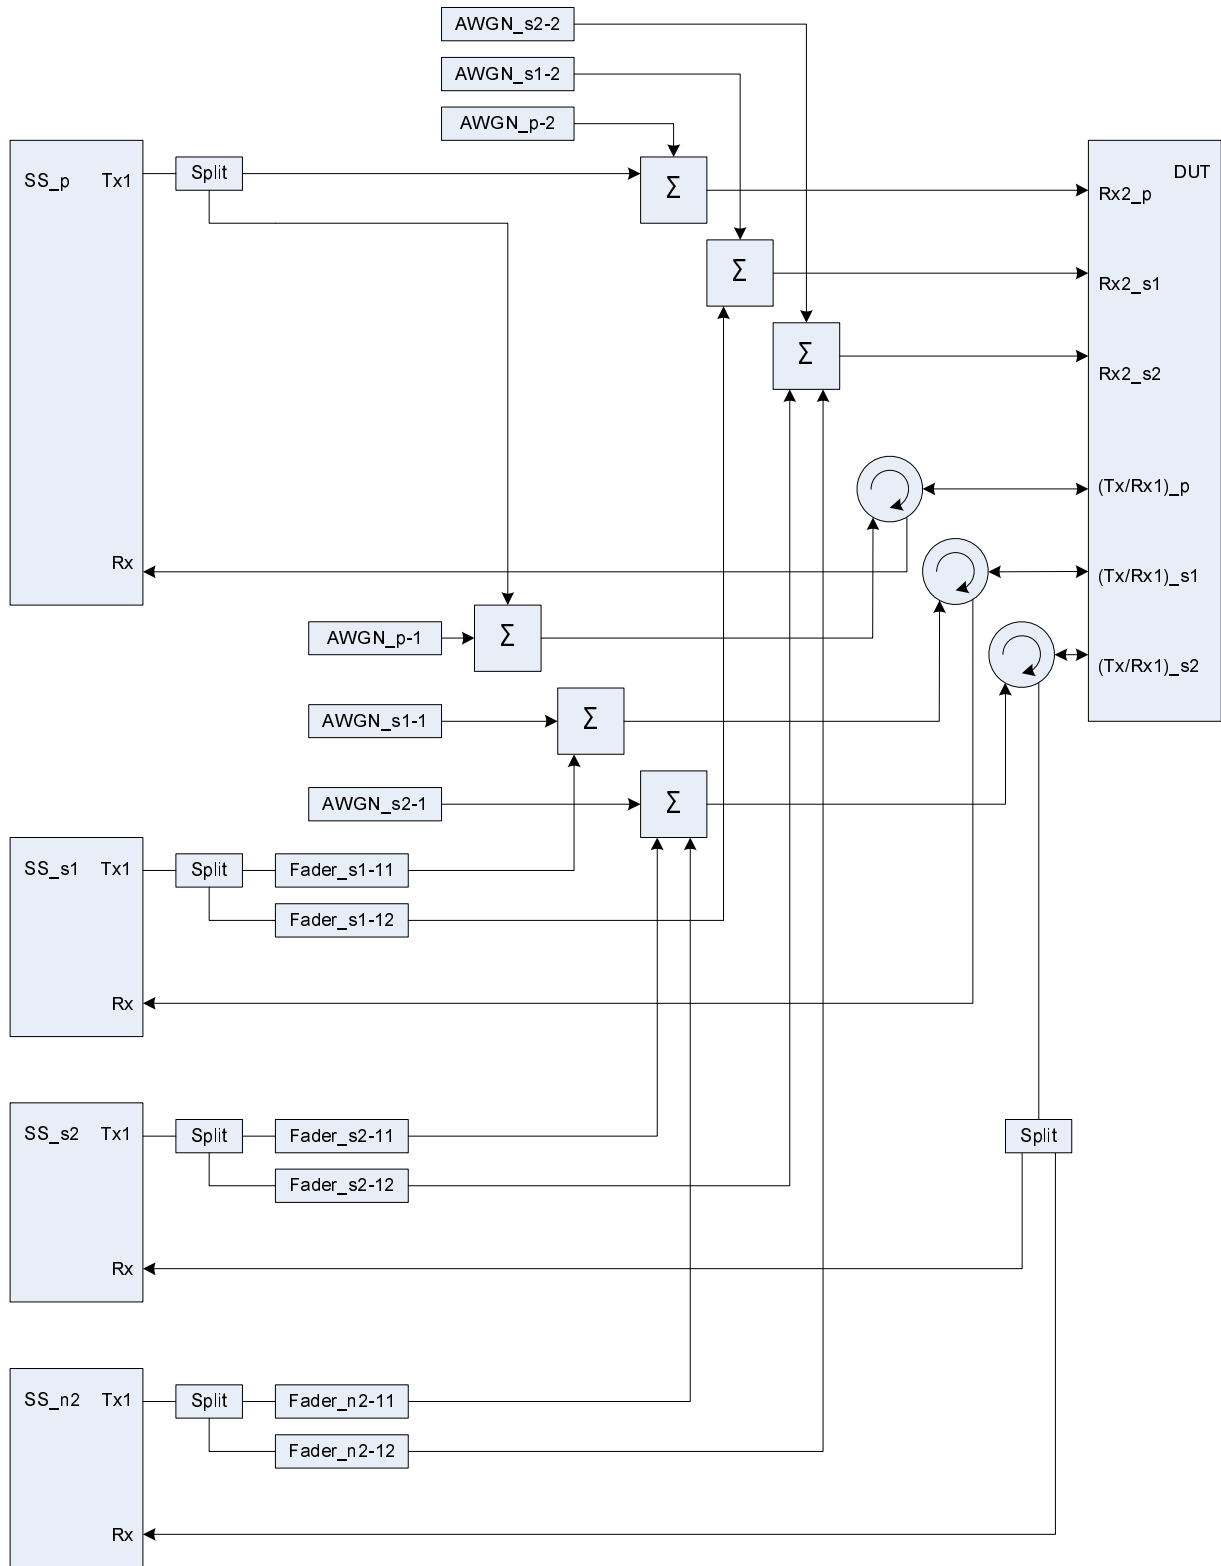 AWGN_s2-2
AWGN_s1-2
AWGN_p-2
SS_p Tx1
Split
Σ
DUT
Rx2_p
Σ
Rx2_s1
Σ
Rx2_s2
(Tx/Rx1)_p
Rx
(Tx/Rx1)_s1
AWGN_p-1
Σ
(Tx/Rx1)_s2
AWGN_s1-1
Σ
AWGN_s2-1
Σ
SS_s1 Tx1
Split
Fader_s1-11
Fader_s1-12
Rx
SS_s2 Tx1
Split
Fader_s2-11
Split
Fader_s2-12
Rx
SS_n2 Tx1
Split
Fader_n2-11
Fader_n2-12
Rx